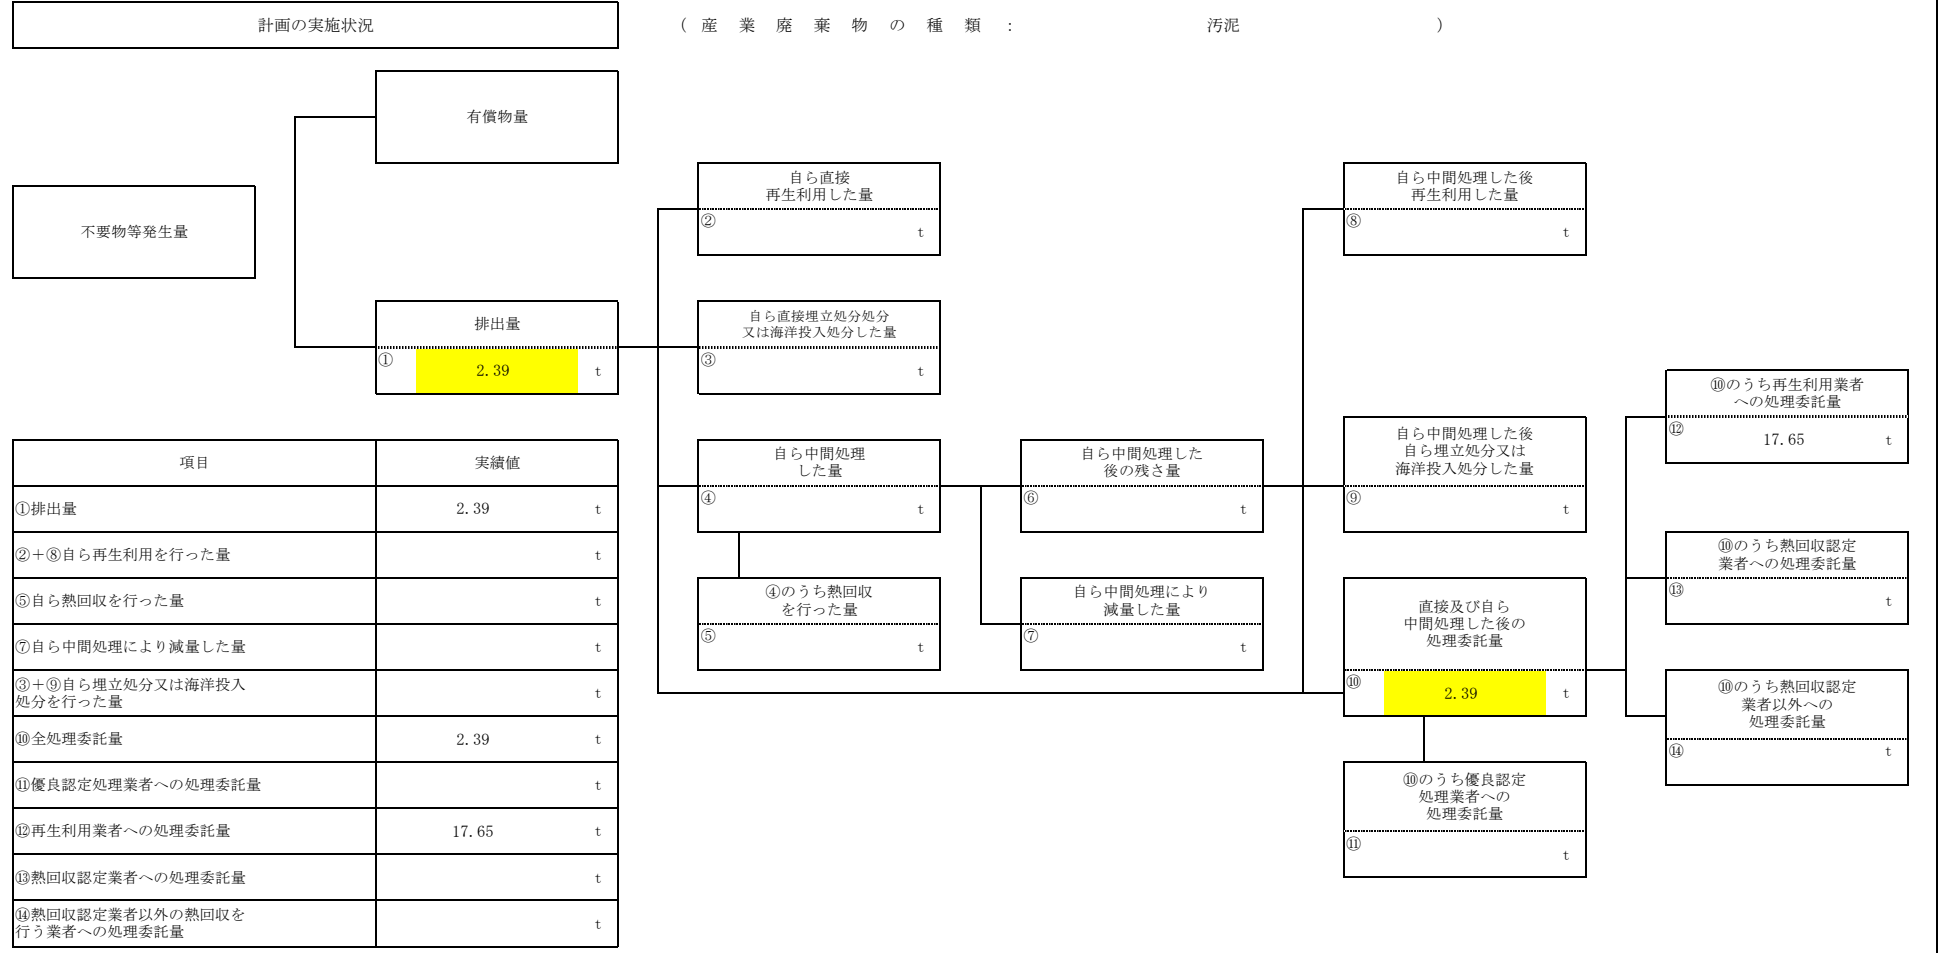 計画の実施状況
（産業廃棄物の種類：　汚泥　）
有償物量
不要物等発生量
排出量
① 2.39 t
自ら直接
再生利用した量
② t
自ら直接埋立処分処分
又は海洋投入処分した量
③ t
自ら中間処理
した量
④ t
④のうち熱回収
を行った量
⑤ t
自ら中間処理した
後の残さ量
⑥ t
自ら中間処理により
減量した量
⑦ t
自ら中間処理した後
再生利用した量
⑧ t
自ら中間処理した後
自ら埋立処分又は
海洋投入処分した量
⑨ t
直接及び自ら
中間処理した後の
処理委託量
⑩ 2.39 t
⑩のうち優良認定
処理業者への
処理委託量
⑪ t
⑩のうち再生利用業者
への処理委託量
⑫ 17.65 t
⑩のうち熱回収認定
業者への処理委託量
⑬ t
⑩のうち熱回収認定
業者以外への
処理委託量
⑭ t
項目 実績値
①排出量 2.39 t
②＋⑧自ら再生利用を行った量 t
⑤自ら熱回収を行った量 t
⑦自ら中間処理により減量した量 t
③＋⑨自ら埋立処分又は海洋投入
処分を行った量 t
⑩全処理委託量 2.39 t
⑪優良認定処理業者への処理委託量 t
⑫再生利用業者への処理委託量 17.65 t
⑬熱回収認定業者への処理委託量 t
⑭熱回収認定業者以外の熱回収を
行う業者への処理委託量 t